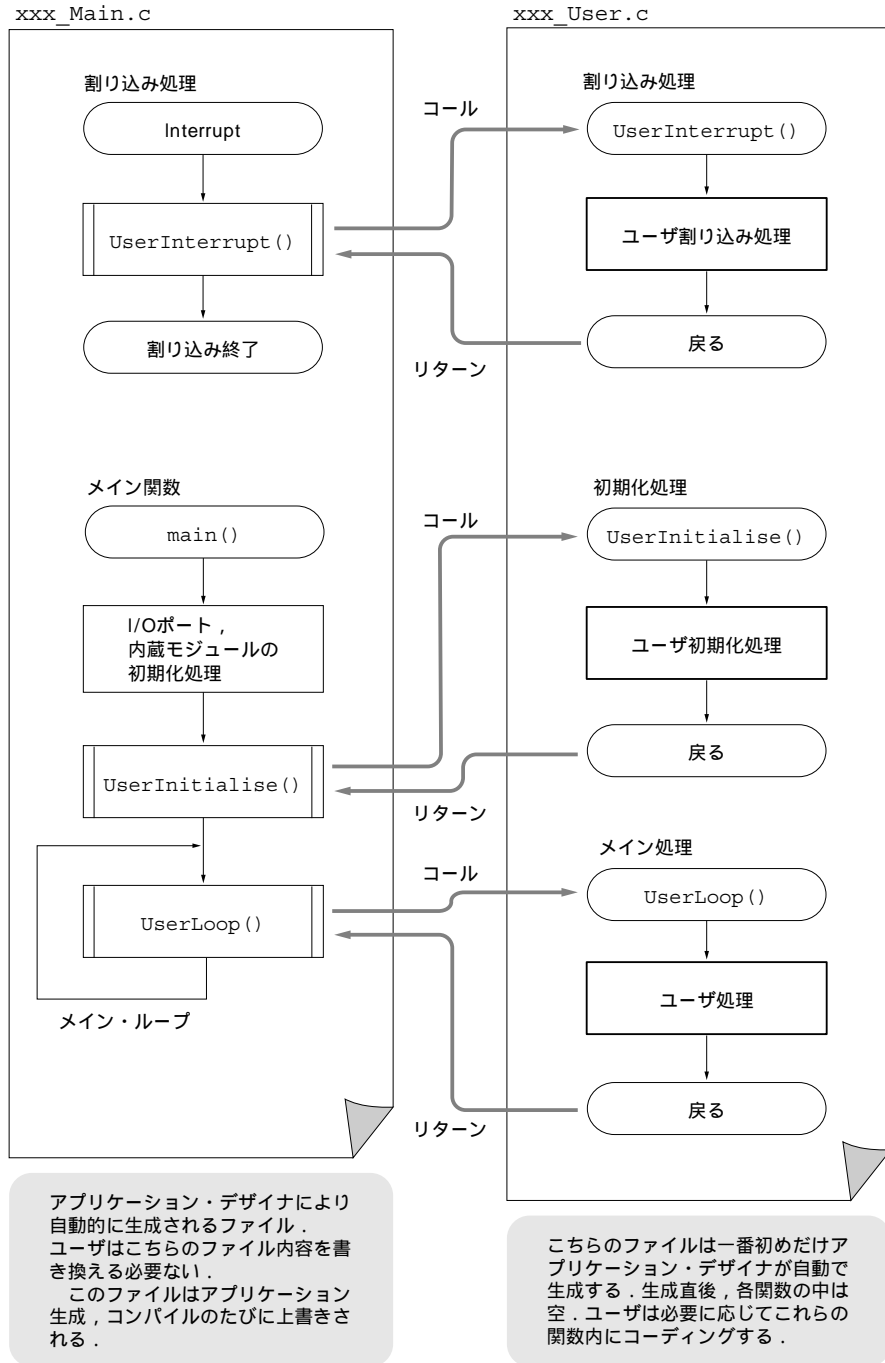 xxx_Main.c
割り込み処理
Interrupt
UserInterrupt()
割り込み終了
メイン関数
main()
I/Oポート，
内蔵モジュールの
初期化処理
UserInitialise()
UserLoop()
メイン・ループ
コール
リターン
コール
リターン
コール
リターン
xxx_User.c
割り込み処理
UserInterrupt()
ユーザ割り込み処理
戻る
初期化処理
UserInitialise()
ユーザ初期化処理
戻る
メイン処理
UserLoop()
ユーザ処理
戻る
アプリケーション・デザイナにより
自動的に生成されるファイル．
ユーザはこちらのファイル内容を書
き換える必要ない．
　このファイルはアプリケーション
生成，コンパイルのたびに上書きさ
れる．
こちらのファイルは一番初めだけア
プリケーション・デザイナが自動で
生成する．生成直後，各関数の中は
空．ユーザは必要に応じてこれらの
関数内にコーディングする．